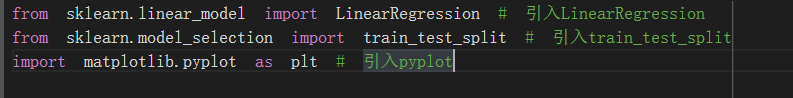 from sklearn.linear_model import LinearRegression # 引入LinearRegression
from sklearn.model_selection import train_test_split # 引入train_test_split
import matplotlib.pyplot as plt # 引入pyplot